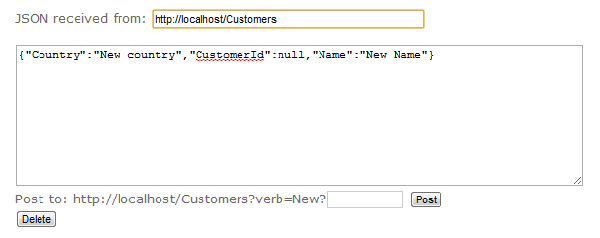 JSON received from: http://localhost/Customers
{"Country":"New country","CustomerId":null,"Name":"New Name"}
Post to: http://localhost/Customers?verb=New? Post
Delete